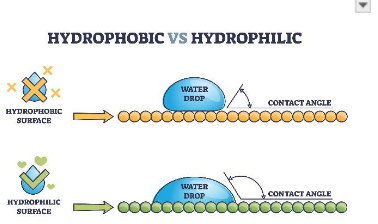 HYDROPHOBIC VS HYDROPHILIC
WATER
DROP
CONTACT ANGLE
HYDROPHOBIC
SURFACE
WATER
DROP
CONTACT ANGLE
HYDROPHILIC
SURFACE